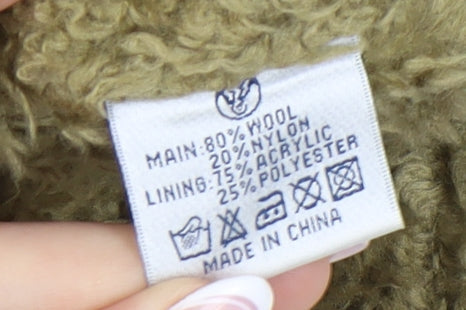 MAIN:80%WOOL
20%NYLON
LINING:75%ACRYLIC
25%POLYESTER
MADE IN CHINA